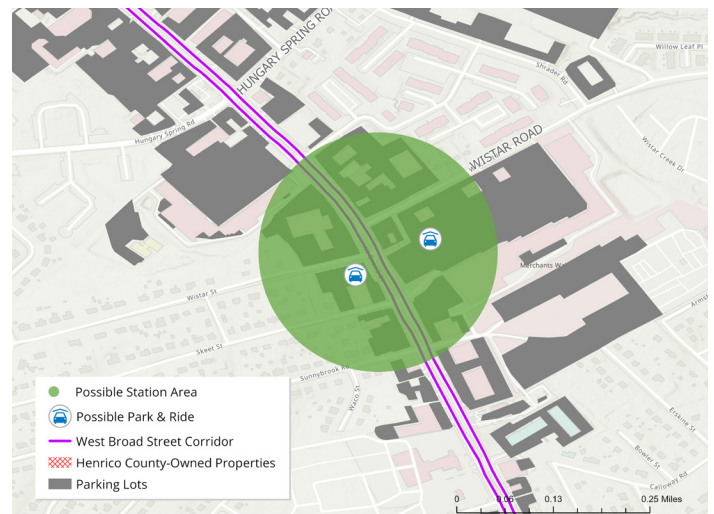 HUNGARY SPRING ROA
Willow Leaf Pl
Shrader Rd
Hungary Spring Rd
WISTAR ROAD
Wistar Creek Dr
Merchants Wa
Wistar St
Armst
Skeet St
Sunnybrook R
Waco St
Erskine St
Bowler St
Calloway Rd
Possible Station Area
Possible Park & Ride
West Broad Street Corridor
Henrico County-Owned Properties
Parking Lots
0 0.06 0.13 0.25 Miles